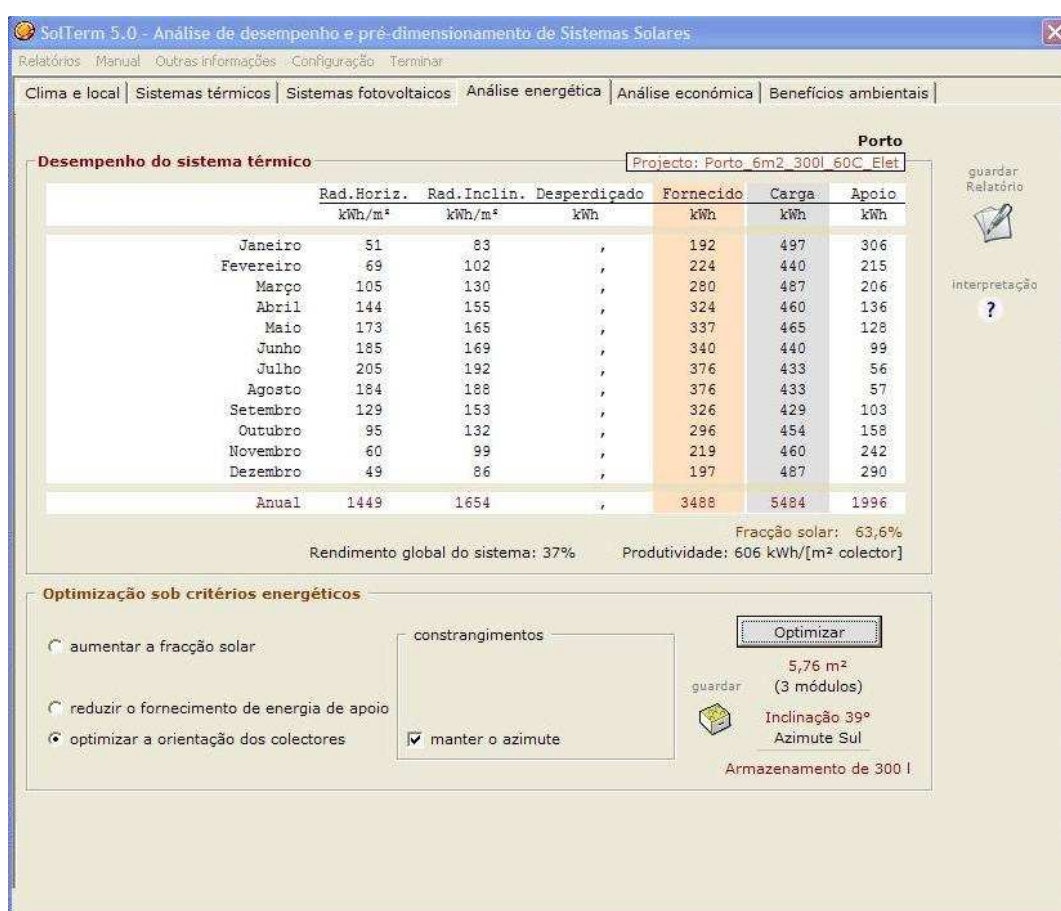 SolTerm 5.0 - Análise de desempenho e pré-dimensionamento de Sistemas Solares
Relatórios Manual Outras informações Configuração Terminar
Clima e local Sistemas térmicos Sistemas fotovoltaicos Análise energética Análise económica Benefícios ambientais
Porto
Desempenho do sistema térmico
Projecto: Porto_6m2_300l_60C_Elet
guardar
Relatório
Rad.Horiz. Rad.Inclin. Desperdiçado Fornecido Carga Apoio
kWh/m² kWh/m² kWh kWh kWh kWh
Janeiro 51 83 , 192 497 306
Fevereiro 69 102 , 224 440 215
Março 105 130 , 280 487 206
interpretação
?
Abril 144 155 , 324 460 136
Maio 173 165 , 337 465 128
Junho 185 169 , 340 440 99
Julho 205 192 , 376 433 56
Agosto 184 188 , 376 433 57
Setembro 129 153 , 326 429 103
Outubro 95 132 , 296 454 158
Novembro 60 99 , 219 460 242
Dezembro 49 86 , 197 487 290
Anual 1449 1654 , 3488 5484 1996
Fracção solar: 63,6%
Rendimento global do sistema: 37% Produtividade: 606 kWh/[m² colector]
Optimização sob critérios energéticos
aumentar a fracção solar
reduzir o fornecimento de energia de apoio
optimizar a orientação dos colectores
constrangimentos
manter o azimute
Optimizar
5,76 m²
(3 módulos)
guardar
Inclinação 39º
Azimute Sul
Armazenamento de 300 l